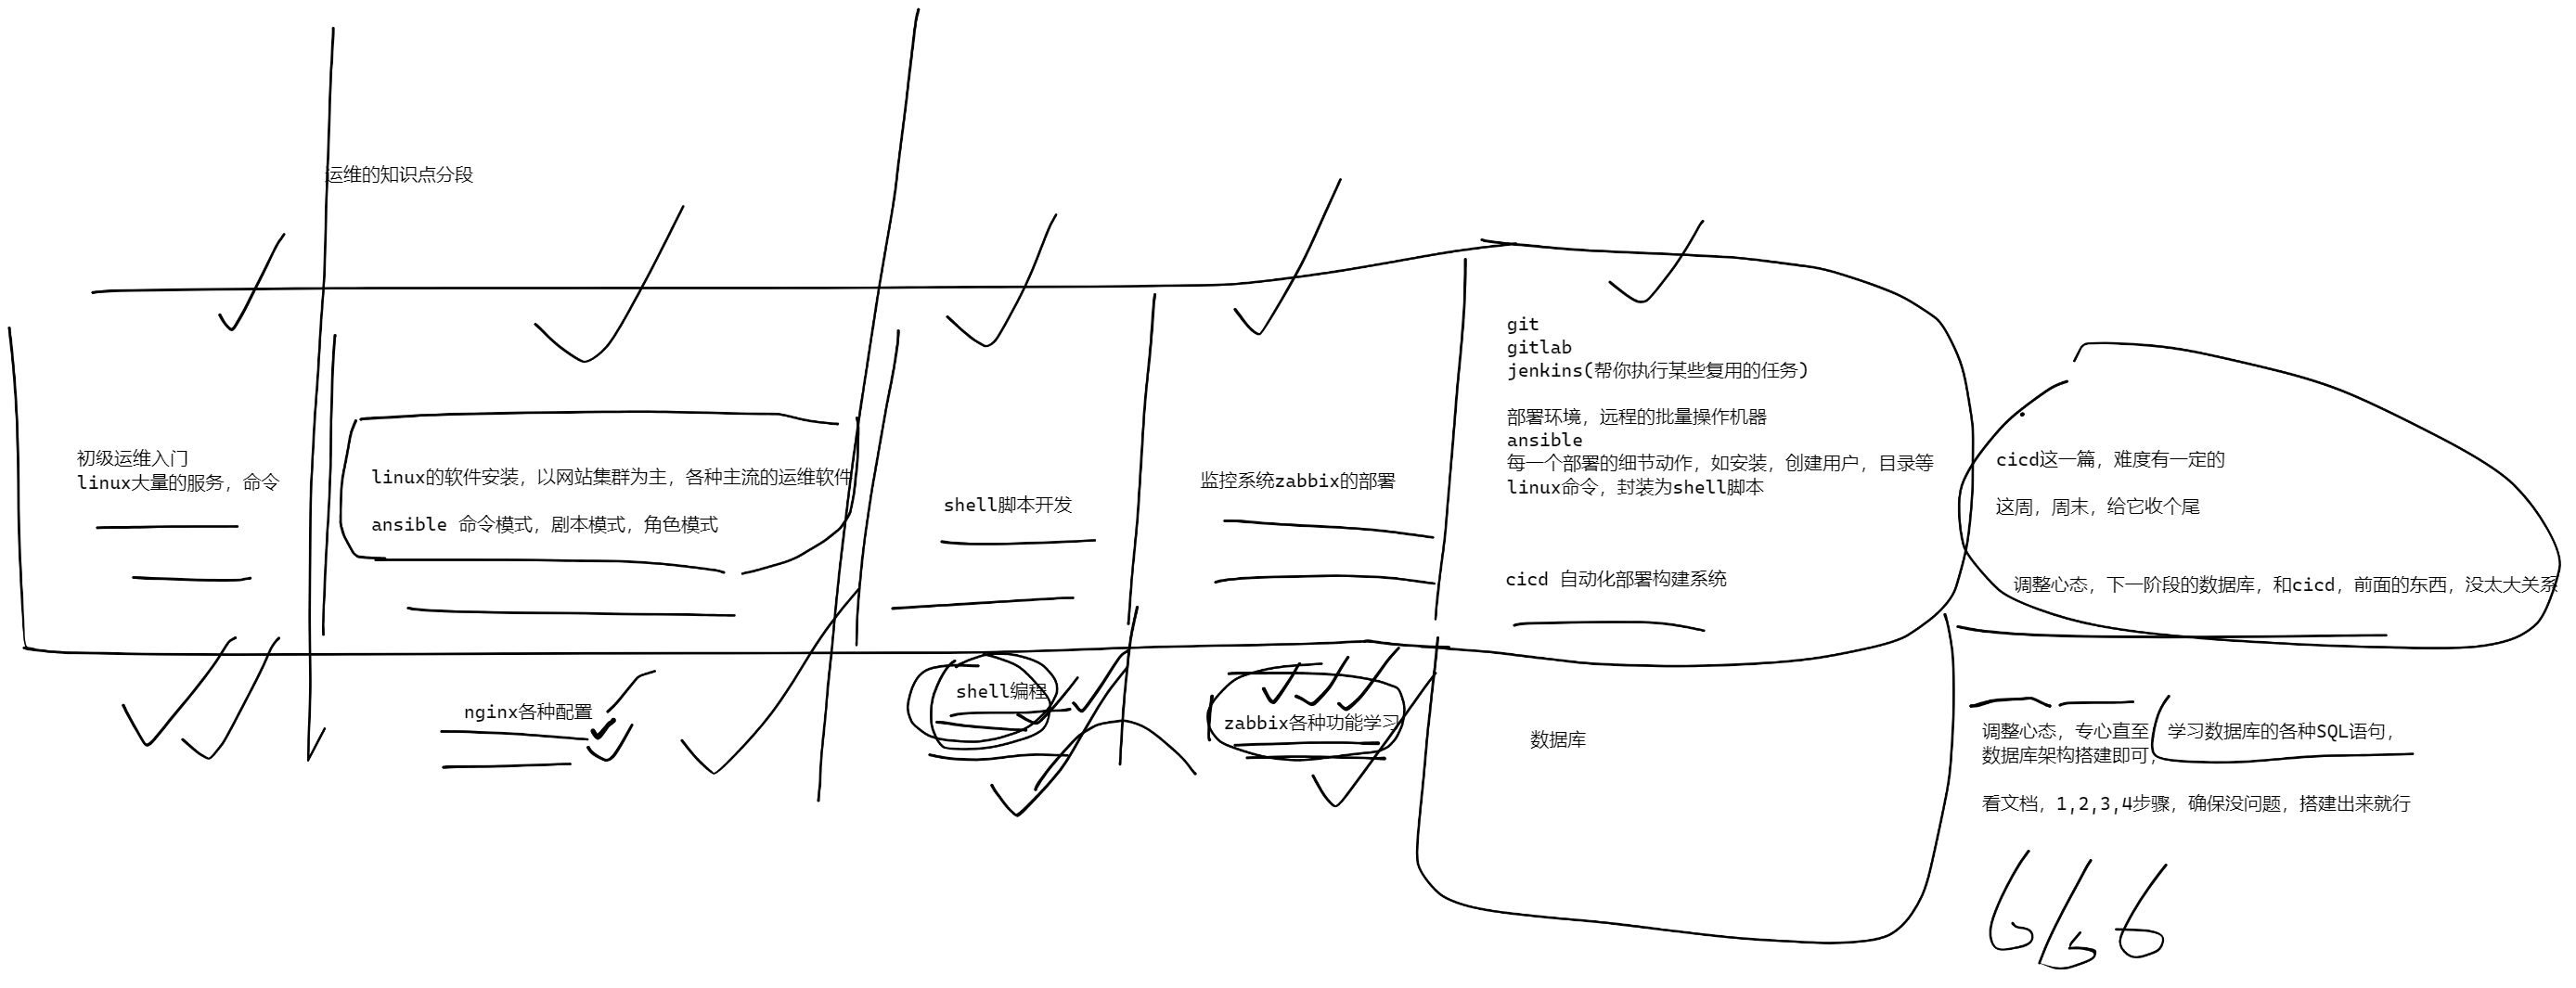 运维的知识点分段
初级运维入门
linux大量的服务，命令
linux的软件安装，以网站集群为主，各种主流的运维软件
ansible 命令模式，剧本模式，角色模式
shell脚本开发
监控系统zabbix的部署
git
gitlab
jenkins(帮你执行某些复用的任务)
部署环境，远程的批量操作机器
ansible
每一个部署的细节动作，如安装，创建用户，目录等
linux命令，封装为shell脚本
cicd 自动化部署构建系统
cicd这一篇，难度有一定的
这周，周末，给它收个尾
调整心态，下一阶段的数据库，和cicd，前面的东西，没太大关系
nginx各种配置
shell编程
zabbix各种功能学习
数据库
调整心态，专心直至 学习数据库的各种SQL语句，
数据库架构搭建即可，
看文档，1,2,3,4步骤，确保没问题，搭建出来就行
666